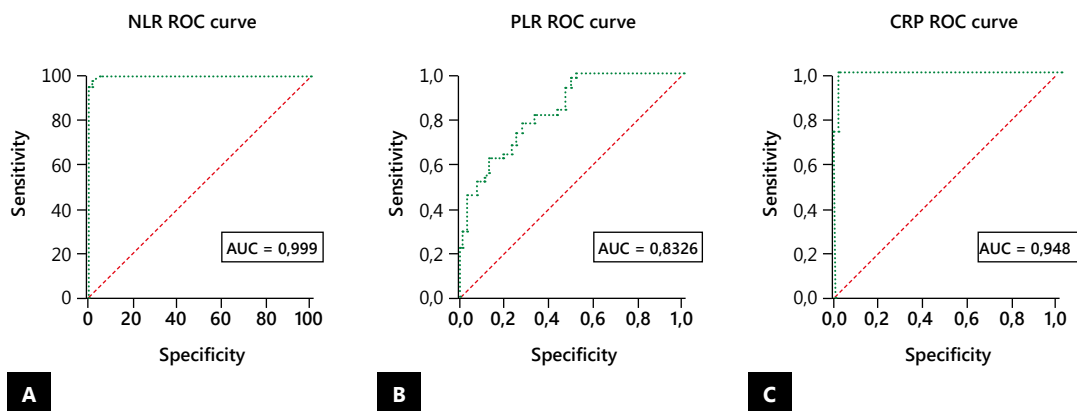 NLR ROC curve
100
80
60
40
20
0
Sensitivity
AUC = 0,999
0 20 40 60 80 100
Specificity
A
PLR ROC curve
1,0
0,8
0,6
0,4
0,2
0,0
Sensitivity
AUC = 0,8326
0,0 0,2 0,4 0,6 0,8 1,0
Specificity
B
CRP ROC curve
1,0
0,8
0,6
0,4
0,2
0,0
Sensitivity
AUC = 0,948
0,0 0,2 0,4 0,6 0,8 1,0
Specificity
C